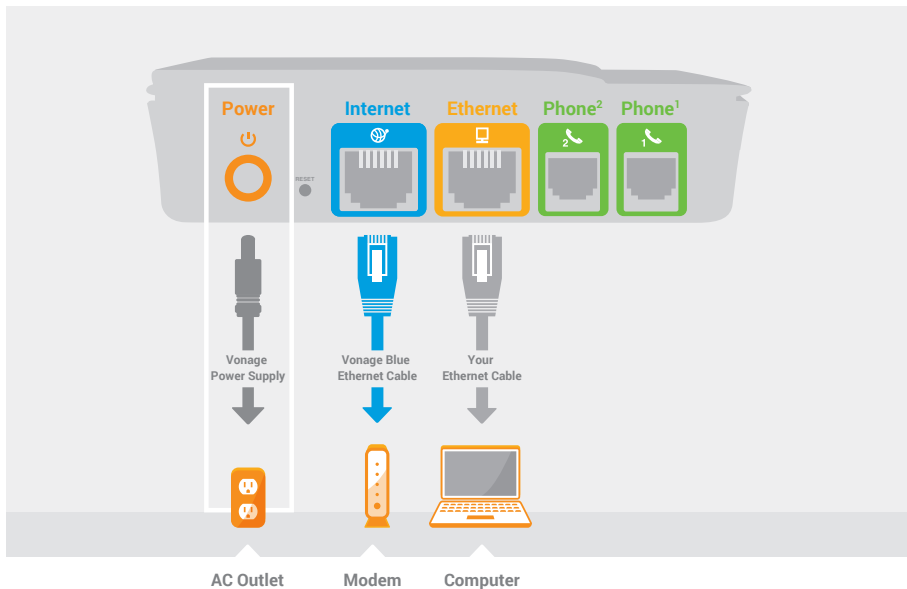 Power
Internet
Ethernet
Phone²
Phone¹
RESET
2
1
Vonage
Power Supply
Vonage Blue
Ethernet Cable
Your
Ethernet Cable
AC Outlet
Modem
Computer